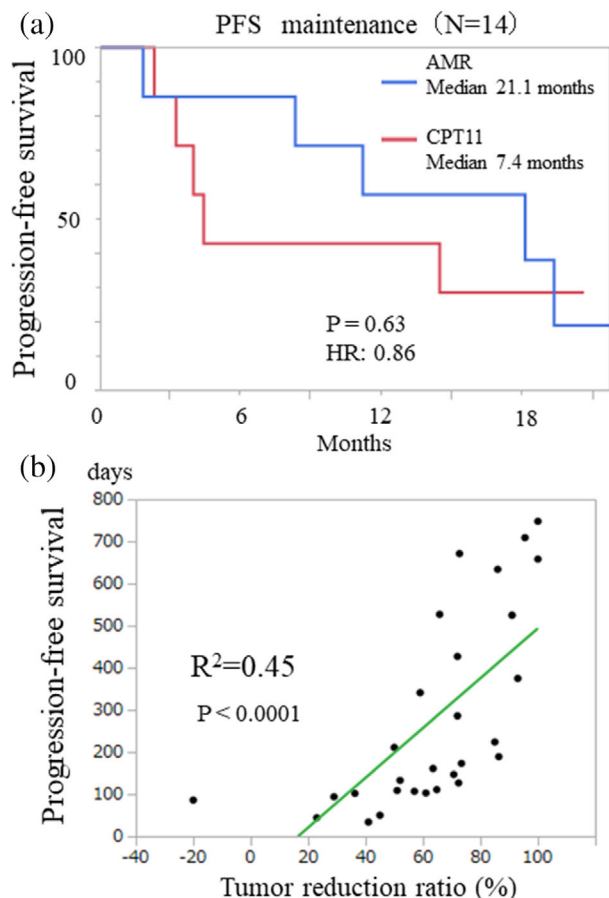 (a)
PFS maintenance (N=14)
AMR
Median 21.1 months
CPT11
Median 7.4 months
Progression-free survival
100
50
0
P = 0.63
HR: 0.86
0 6 12 18
Months
(b)
days
Progression-free survival
800
700
600
500
400
300
200
100
0
R²=0.45
P < 0.0001
-40 -20 0 20 40 60 80 100
Tumor reduction ratio (%)